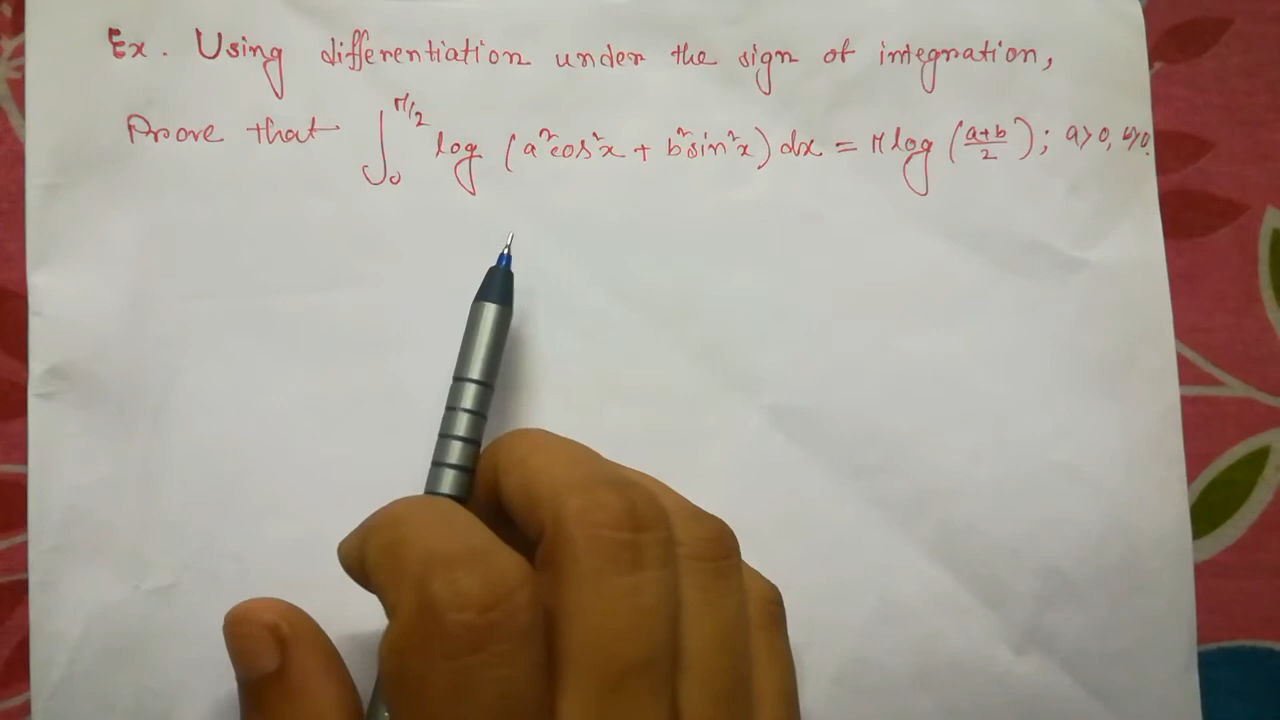 Ex. Using differentiation under the sign of integration,
Prove that ∫₀^{π/2} log (a²cos²x + b²sin²x) dx = π log (a+b/2); a>0, b>0.